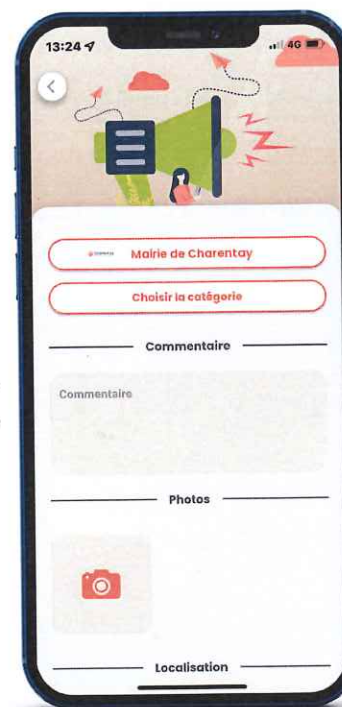 13:24
4G
Mairie de Charentay
Choisir la catégorie
Commentaire
Commentaire
Photos
Localisation